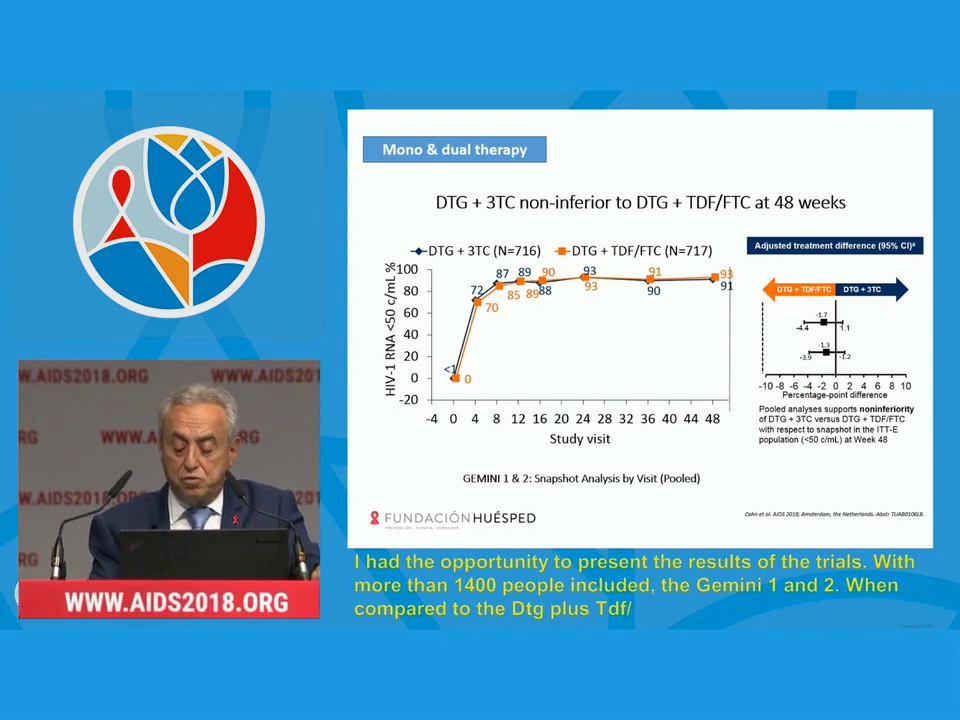 Mono & dual therapy
DTG + 3TC non-inferior to DTG + TDF/FTC at 48 weeks
DTG + 3TC (N=716)
DTG + TDF/FTC (N=717)
HIV-1 RNA <50 c/mL %
100
80
60
40
20
0
-20
<1
0
72
70
87
85
89
89
90
88
93
93
91
90
93
91
-4 0 4 8 12 16 20 24 28 32 36 40 44 48
Study visit
GEMINI 1 & 2: Snapshot Analysis by Visit (Pooled)
Adjusted treatment difference (95% CI)ª
DTG + TDF/FTC
DTG + 3TC
-1.7
-4.4
1.1
-1.3
-3.9
1.2
-10 -8 -6 -4 -2 0 2 4 6 8 10
Percentage-point difference
Pooled analyses supports noninferiority
of DTG + 3TC versus DTG + TDF/FTC
with respect to snapshot in the ITT-E
population (<50 c/mL) at Week 48
FUNDACIÓN HUÉSPED
Cahn et al. AIDS 2018; Amsterdam, the Netherlands.-Abstr TUAB0106LB.
W.AIDS2018.ORG
WWW.AIDS201
RG
WWW.AIDS2018
ORG
W.AIDS2018.O
201
RG
WWW.AIDS2018.ORG
I had the opportunity to present the results of the trials. With
more than 1400 people included, the Gemini 1 and 2. When
compared to the Dtg plus Tdf/